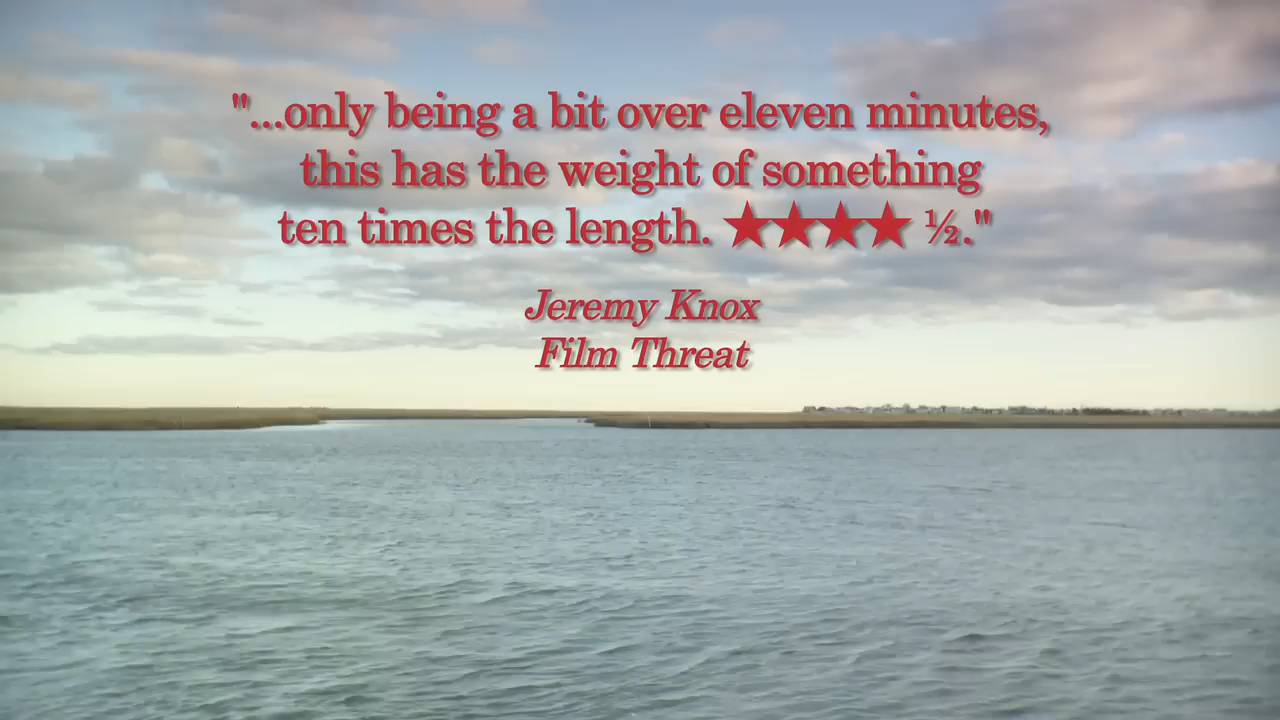 "...only being a bit over eleven minutes,
this has the weight of something
ten times the length. ★★★★ ½."
Jeremy Knox
Film Threat